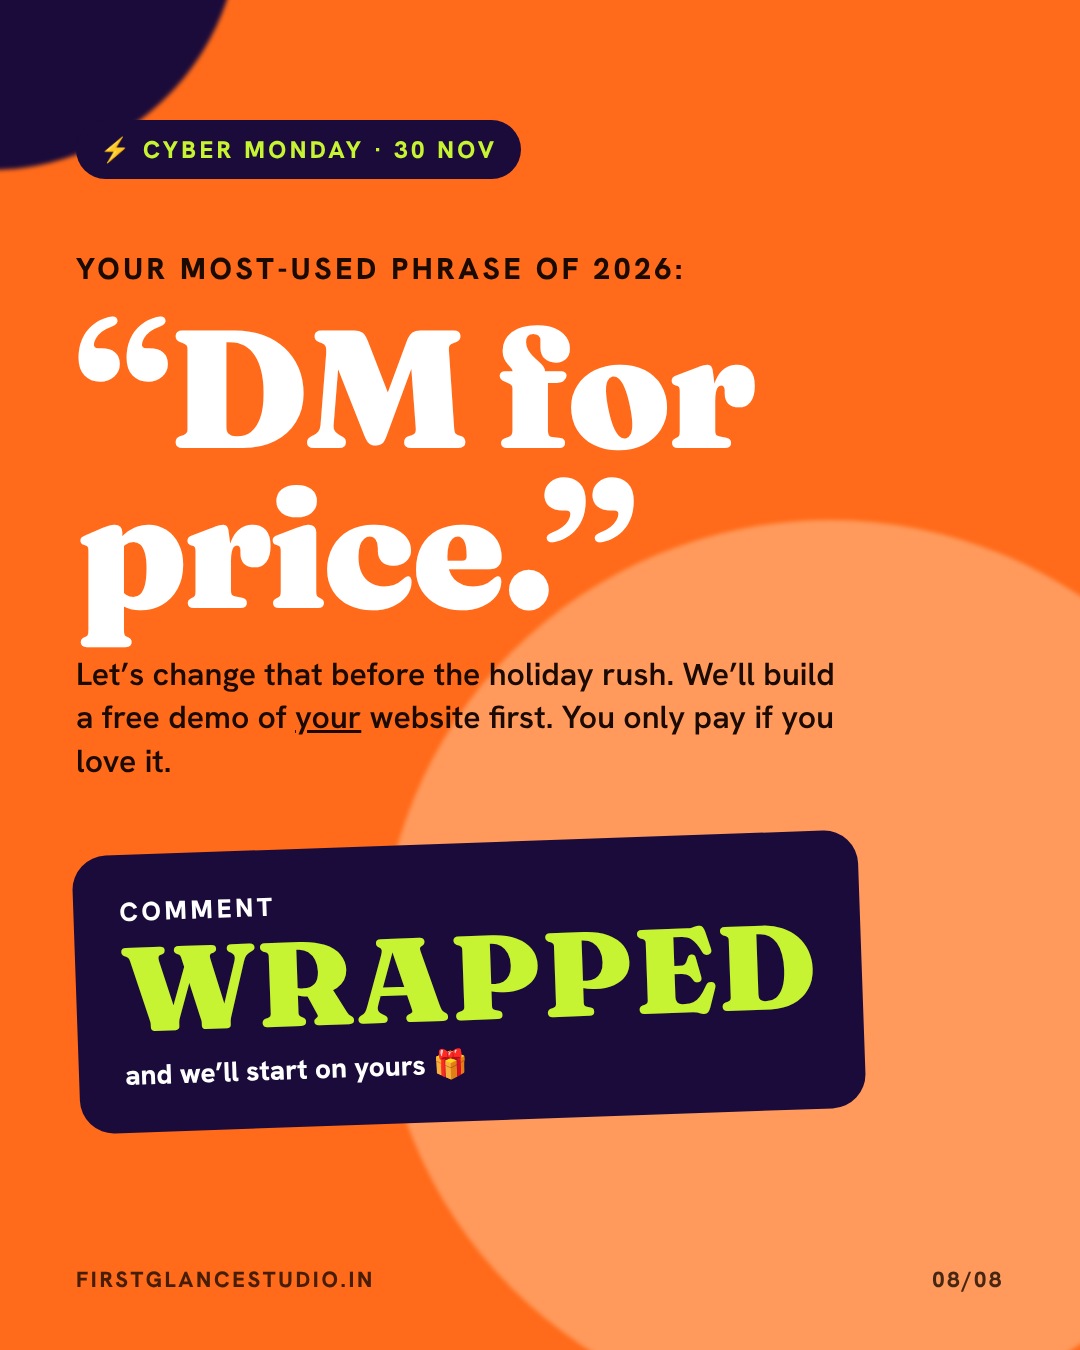 ⚡ CYBER MONDAY · 30 NOV
YOUR MOST-USED PHRASE OF 2026:
“DM for
price.”
Let’s change that before the holiday rush. We’ll build
a free demo of your website first. You only pay if you
love it.
COMMENT
WRAPPED
and we’ll start on yours 🎁
FIRSTGLANCESTUDIO.IN
08/08